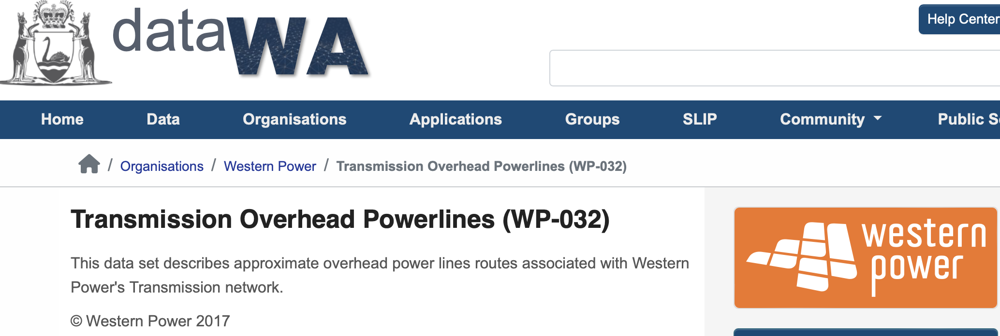 dataWA
Help Center
Home Data Organisations Applications Groups SLIP Community Public S
/ Organisations / Western Power / Transmission Overhead Powerlines (WP-032)
Transmission Overhead Powerlines (WP-032)
western
power
This data set describes approximate overhead power lines routes associated with Western
Power's Transmission network.
© Western Power 2017